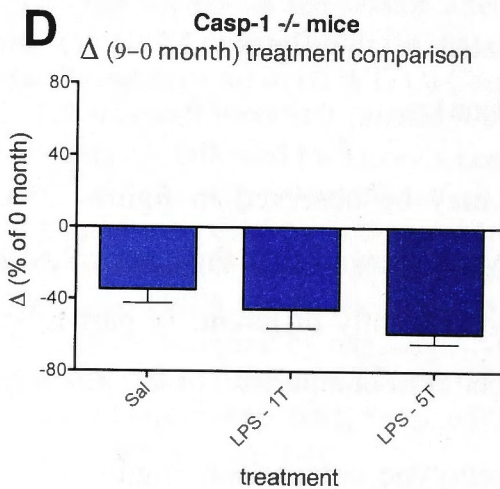 D
Casp-1 -/- mice
Δ (9–0 month) treatment comparison
Δ (% of 0 month)
80
40
0
-40
-80
Sal
LPS - 1T
LPS - 5T
treatment